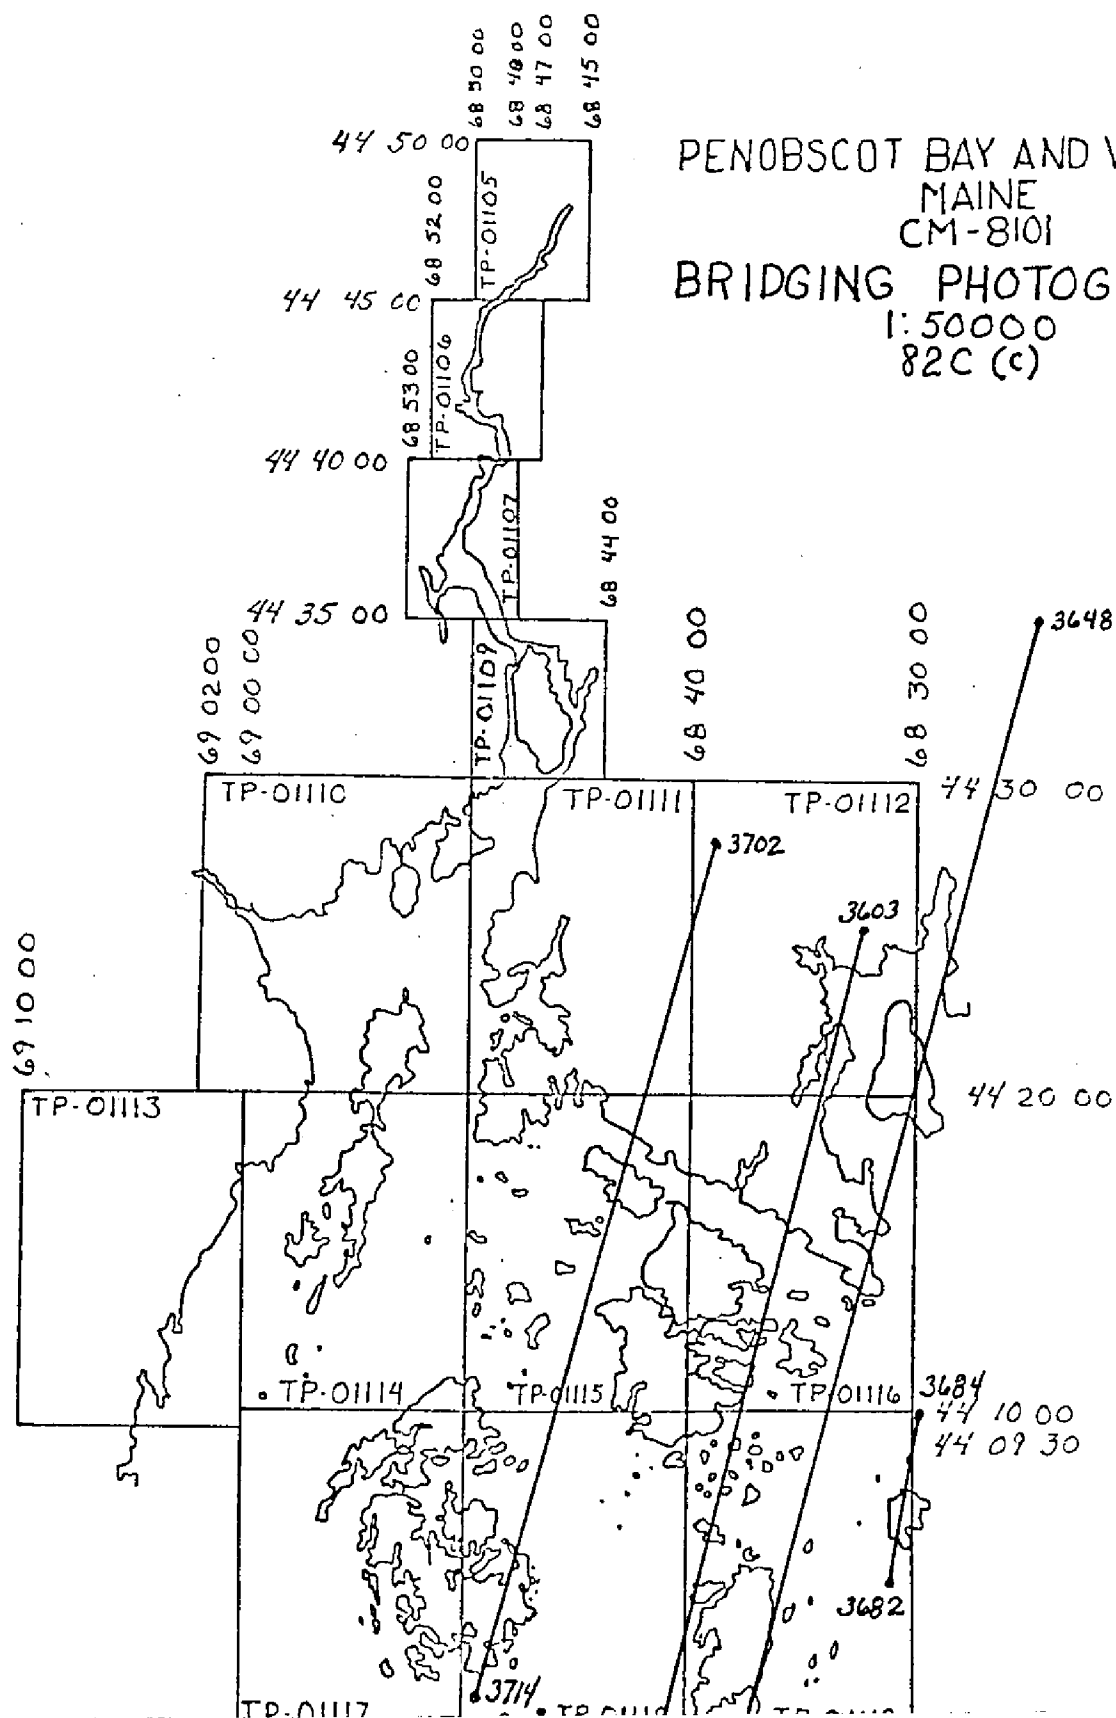 68 50 00
68 48 00
68 47 00
68 45 00
44 50 00
PENOBSCOT BAY AND
MAINE
CM-8101
BRIDGING PHOTOG
1:50000
82C (C)
TP-01105
68 52 00
44 45 00
TP-01106
68 53 00
44 40 00
TP-01107
68 44 00
44 35 00
3648
TP-01109
69 02 00
69 00 00
68 40 00
68 30 00
TP-01110
TP-01111
TP-01112
44 30 00
3702
3603
69 10 00
TP-01113
44 20 00
TP-01114
TP-01115
TP-01116
3684
44 10 00
44 09 30
3682
3714
TP-01117